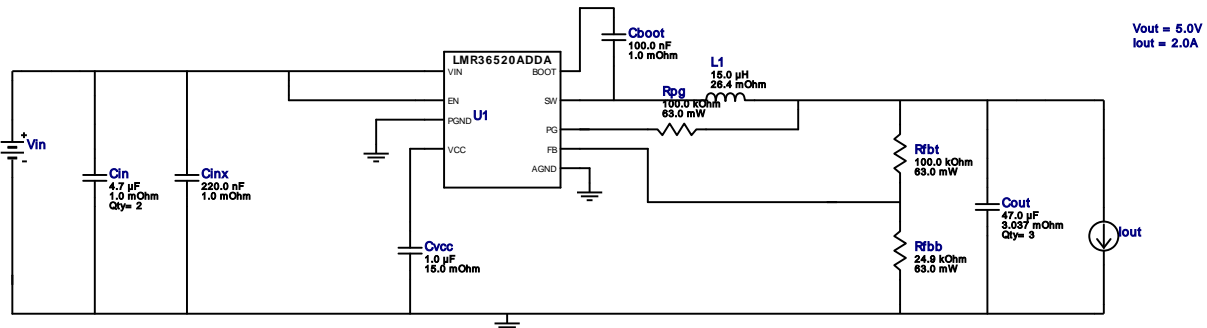 Vout = 5.0V
Iout = 2.0A
Cboot
100.0 nF
1.0 mOhm
LMR36520ADDA
VIN
BOOT
EN
SW
PGND
U1
PG
VCC
FB
AGND
L1
15.0 µH
26.4 mOhm
Rpg
100.0 kOhm
63.0 mW
Vin
Cin
4.7 µF
1.0 mOhm
Qty= 2
Cinx
220.0 nF
1.0 mOhm
Cvcc
1.0 µF
15.0 mOhm
Rfbt
100.0 kOhm
63.0 mW
Rfbb
24.9 kOhm
63.0 mW
Cout
47.0 µF
3.037 mOhm
Qty= 3
Iout